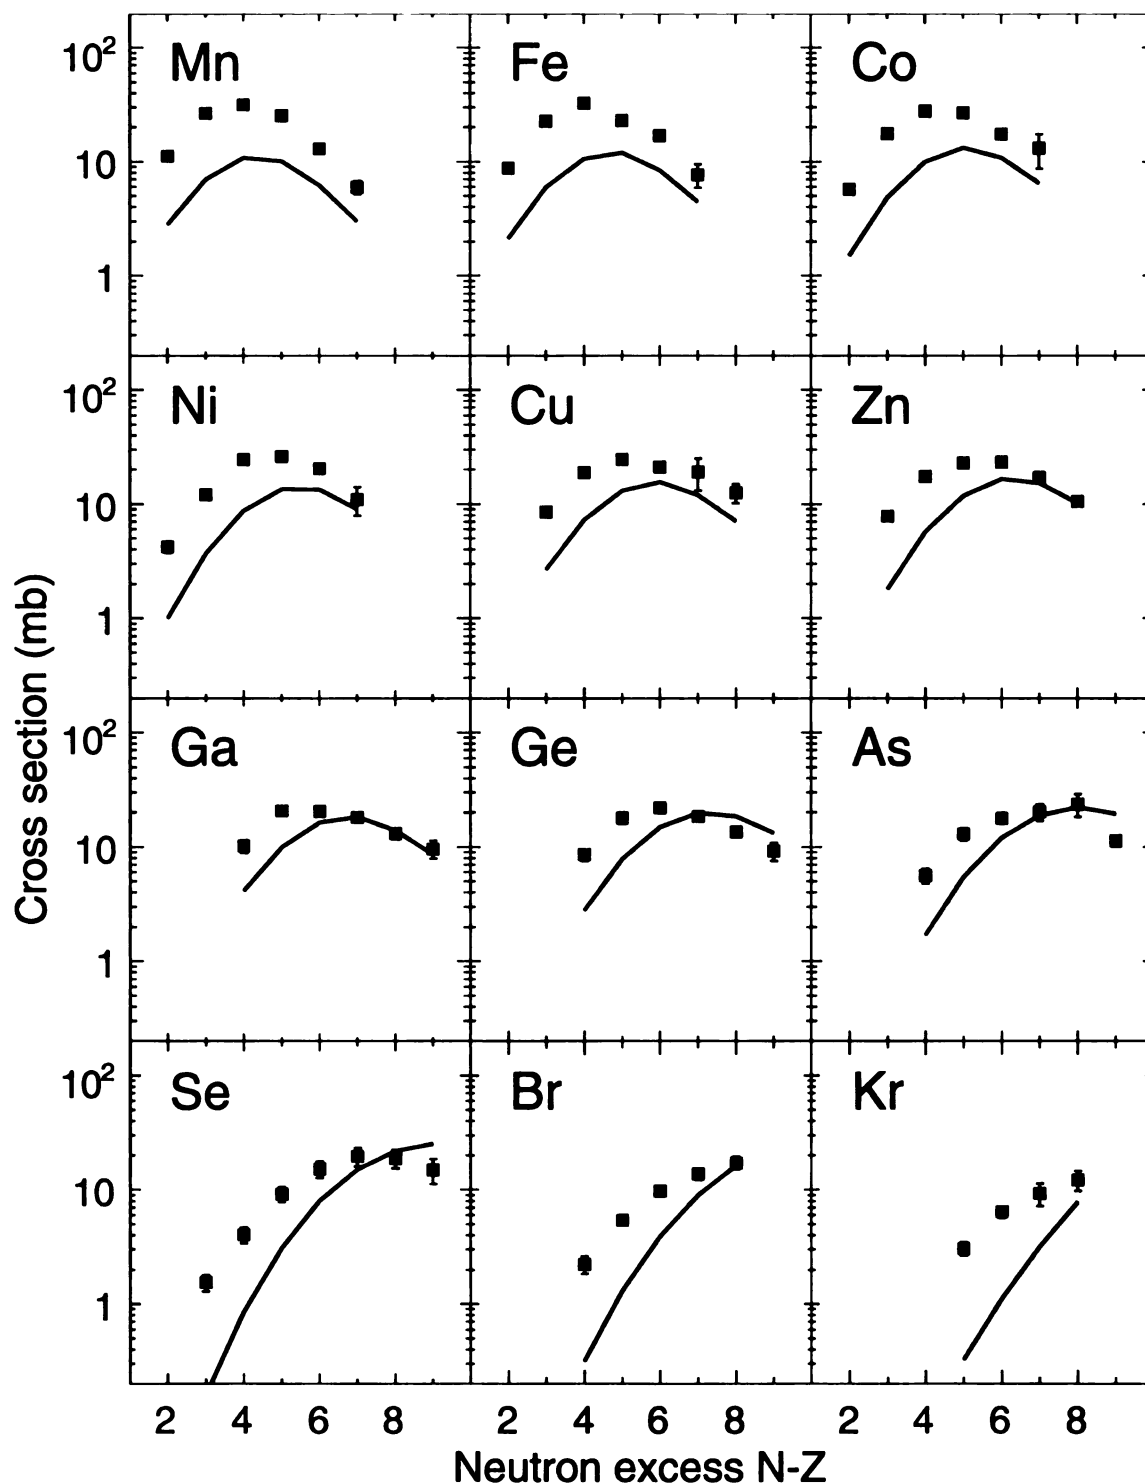 Mn Fe Co
10² 10 1
Ni Cu Zn
10² 10 1
Ga Ge As
10² 10 1
Se Br Kr
10² 10 1
2 4 6 8 2 4 6 8 2 4 6 8
Cross section (mb)
Neutron excess N-Z